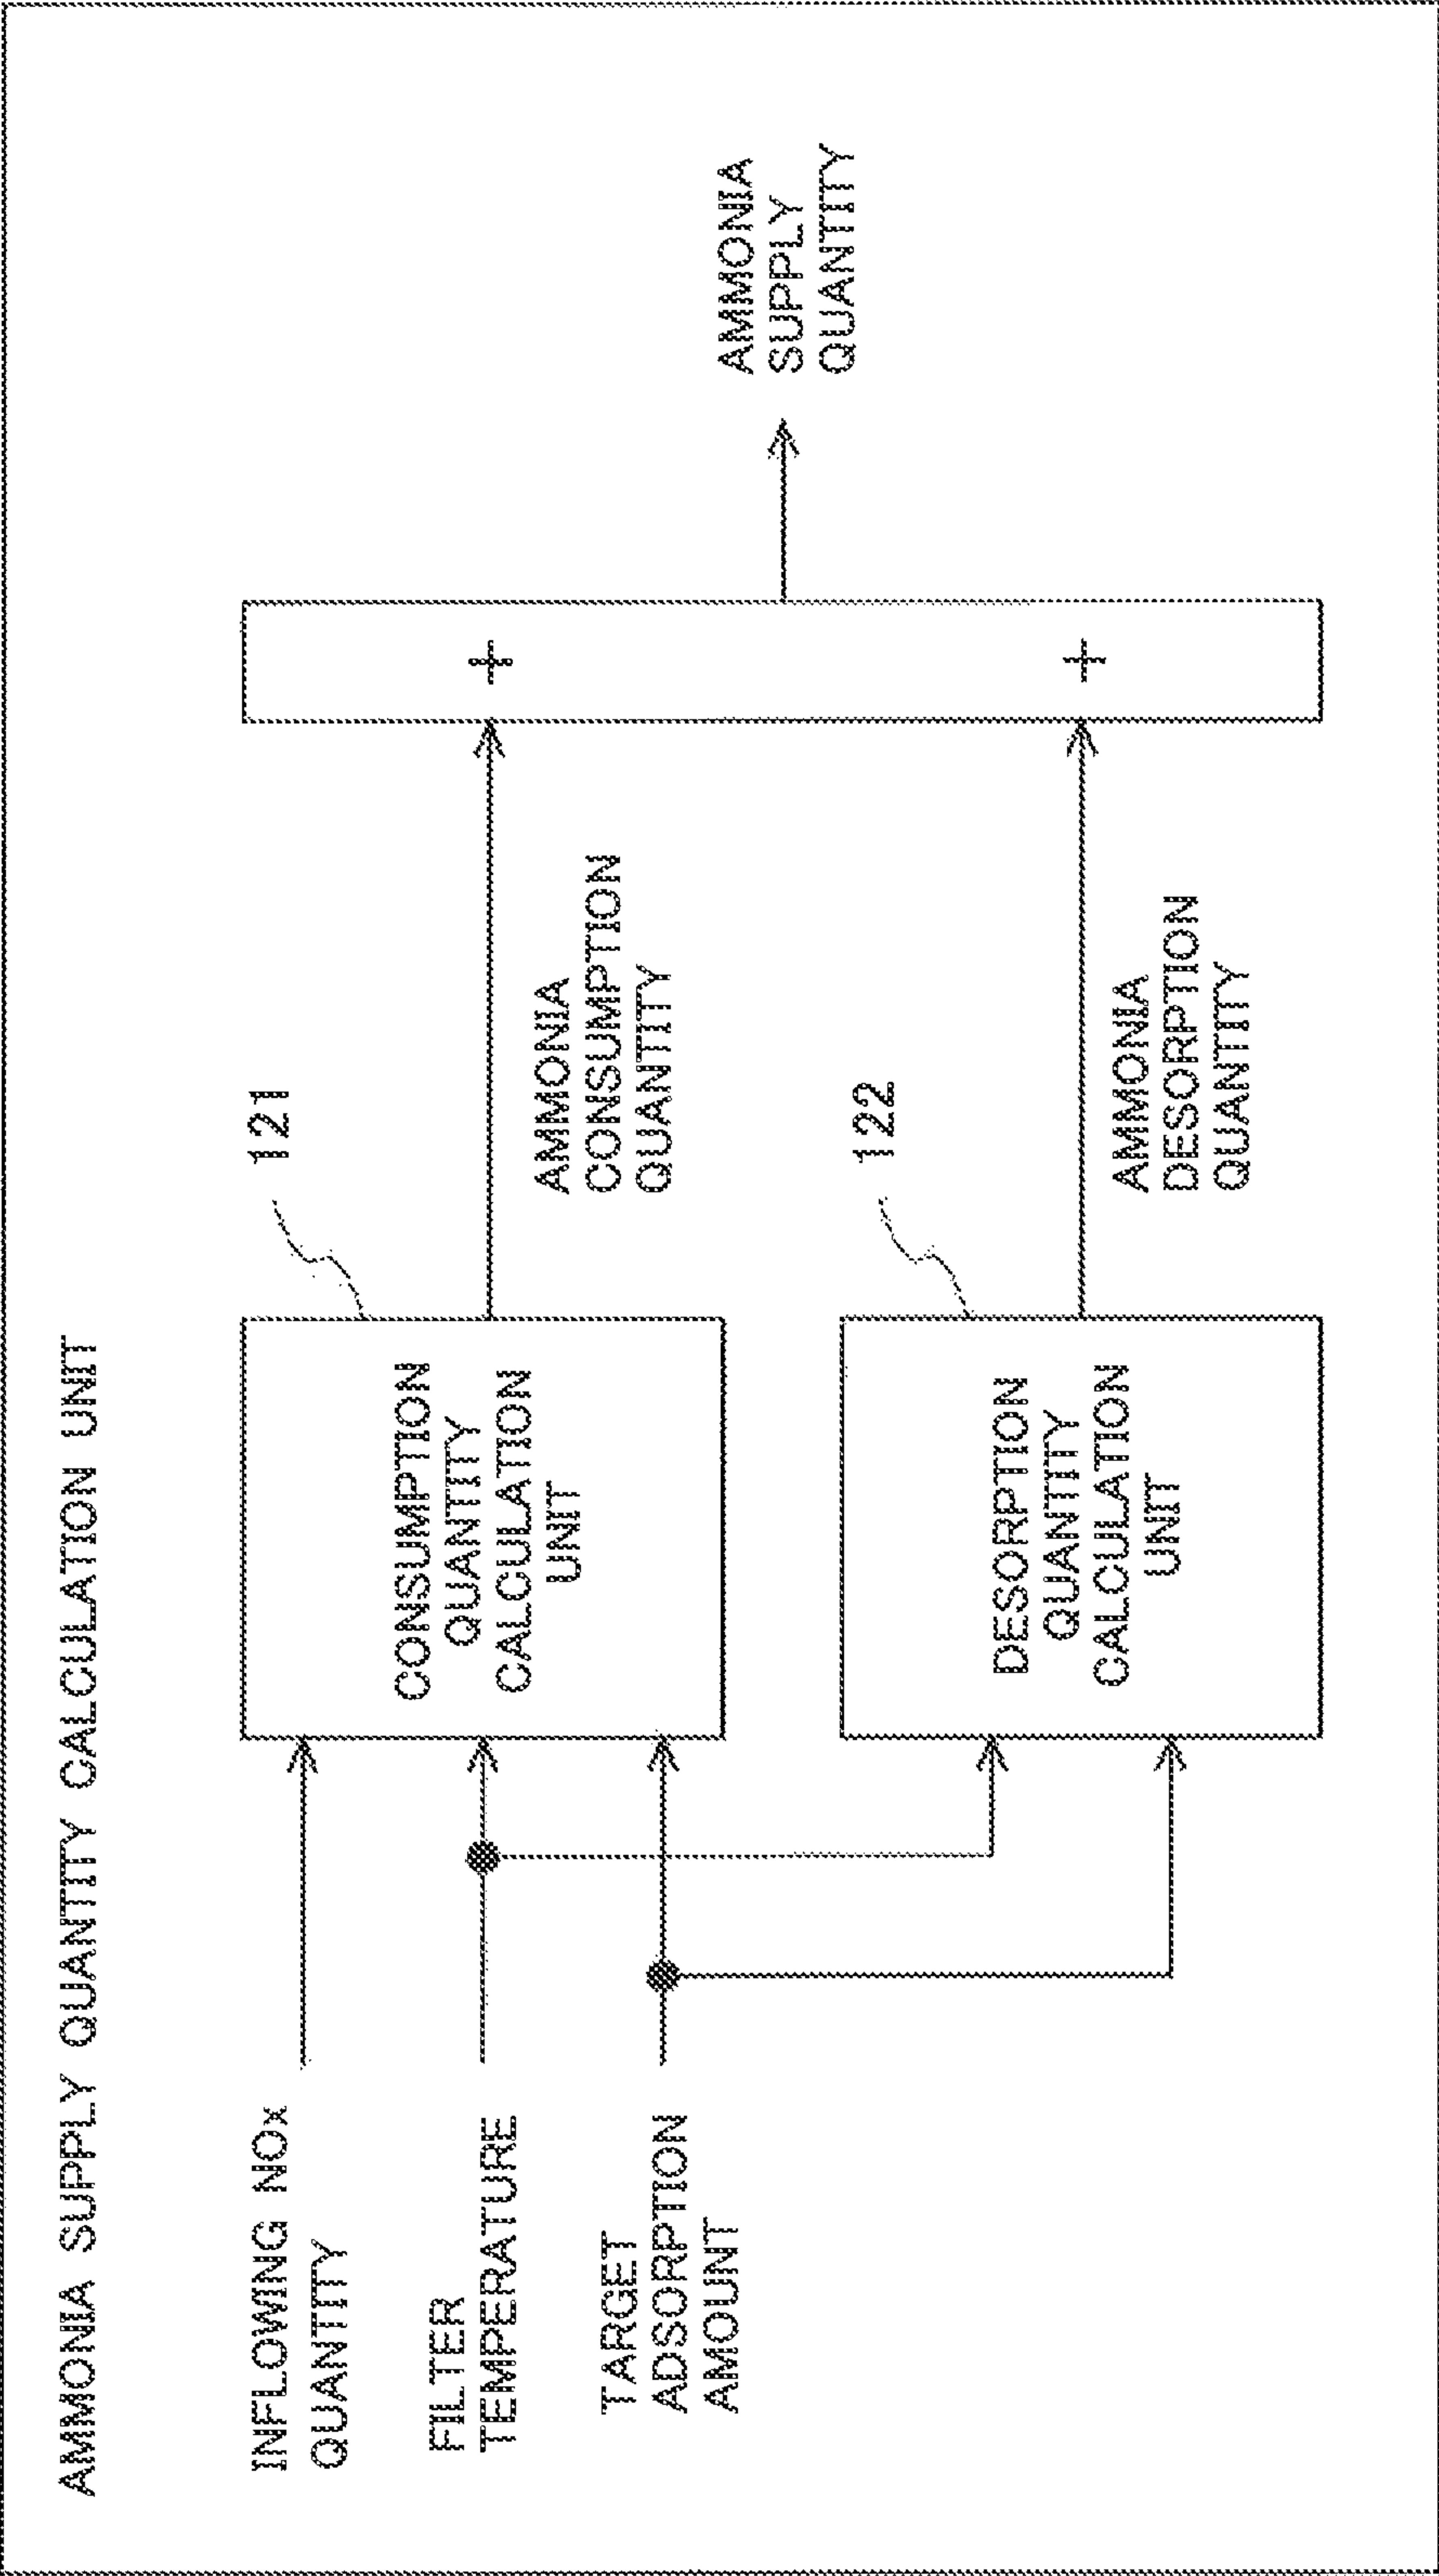 AMMONIA SUPPLY QUANTITY CALCULATION UNIT
INFLOWING NOx
QUANTITY
FILTER
TEMPERATURE
TARGET
ADSORPTION
AMOUNT
CONSUMPTION
QUANTITY
CALCULATION
UNIT
121
DESORPTION
QUANTITY
CALCULATION
UNIT
122
AMMONIA
CONSUMPTION
QUANTITY
AMMONIA
DESORPTION
QUANTITY
+
+
AMMONIA
SUPPLY
QUANTITY